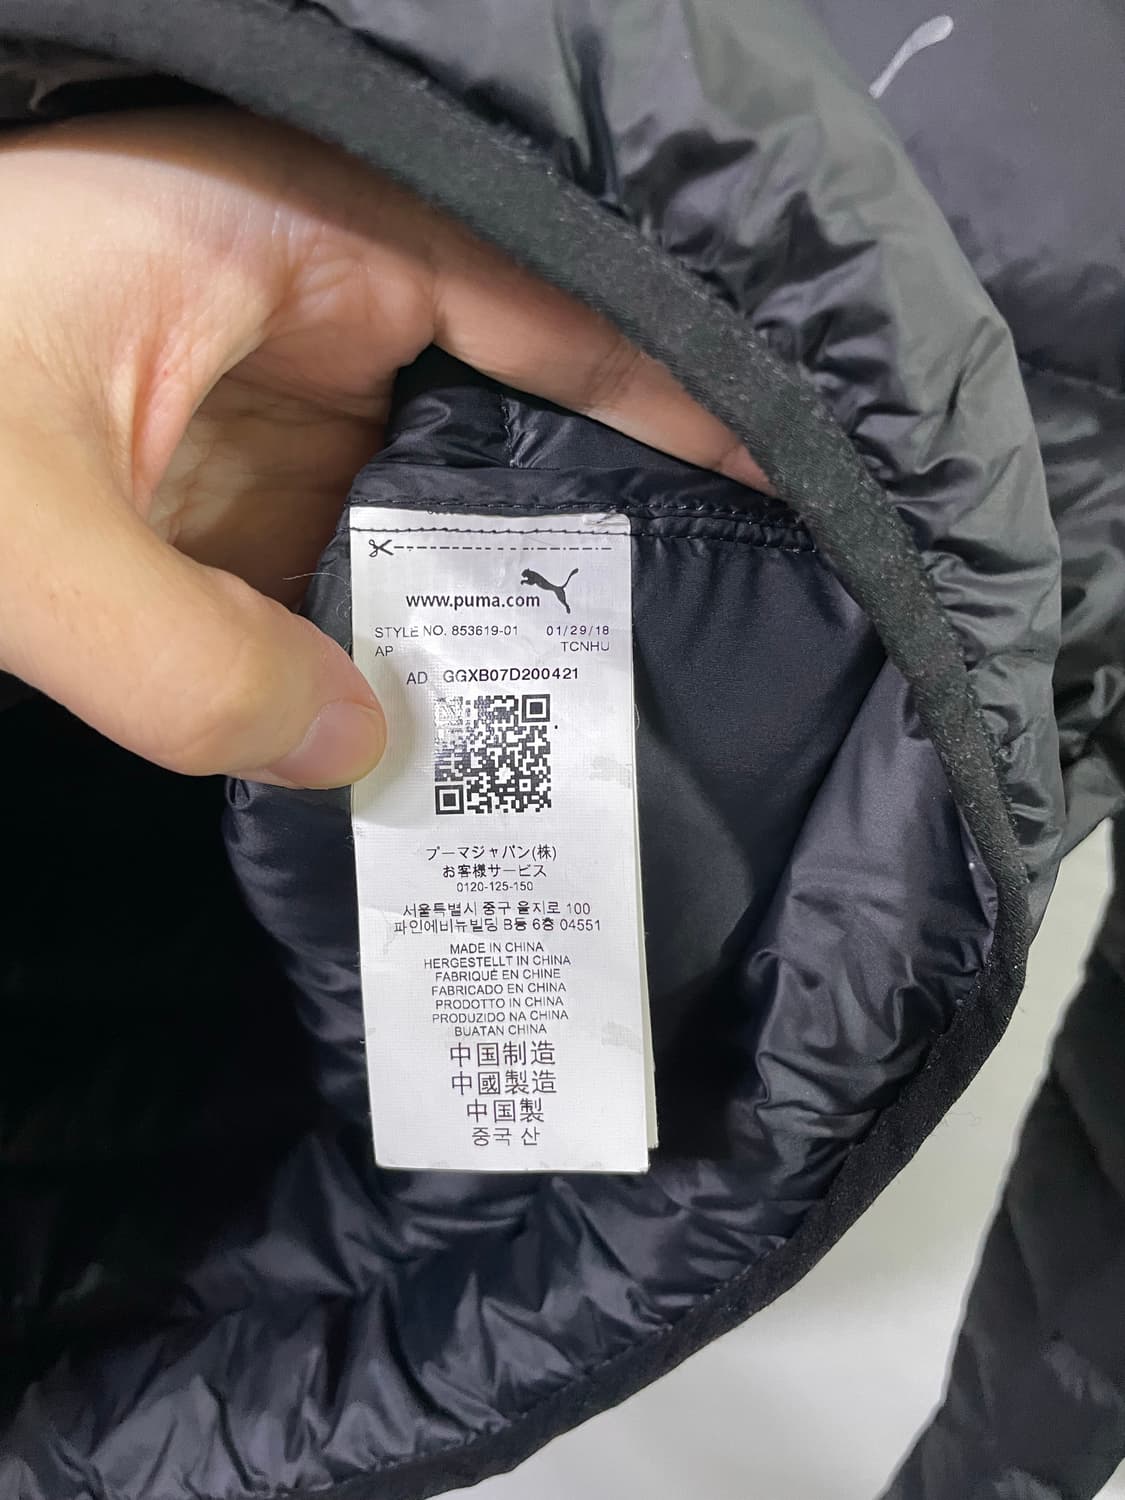 www.puma.com
STYLE NO. 853619-01 01/29/18
AP TCNHU
AD GGXB07D200421
プーマジャパン(株)
お客様サービス
0120-125-150
서울특별시 중구 을지로 100
파인에비뉴빌딩 B동 6층 04551
MADE IN CHINA
HERGESTELLT IN CHINA
FABRIQUÉ EN CHINE
FABRICADO EN CHINA
PRODOTTO IN CHINA
PRODUZIDO NA CHINA
BUATAN CHINA
中国制造
中國製造
中国製
중국 산